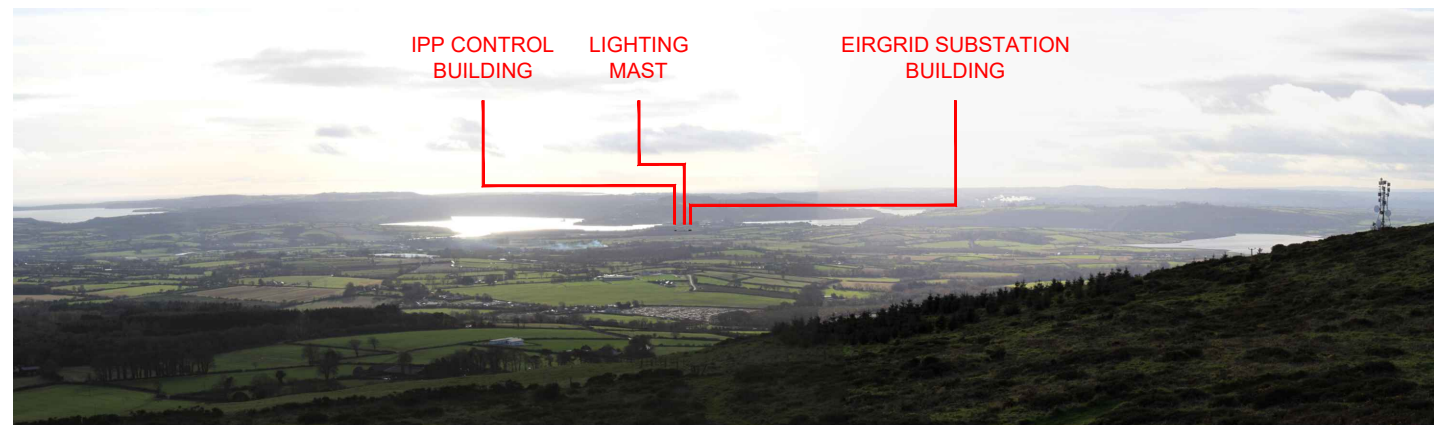 IPP CONTROL
BUILDING
LIGHTING
MAST
EIRGRID SUBSTATION
BUILDING